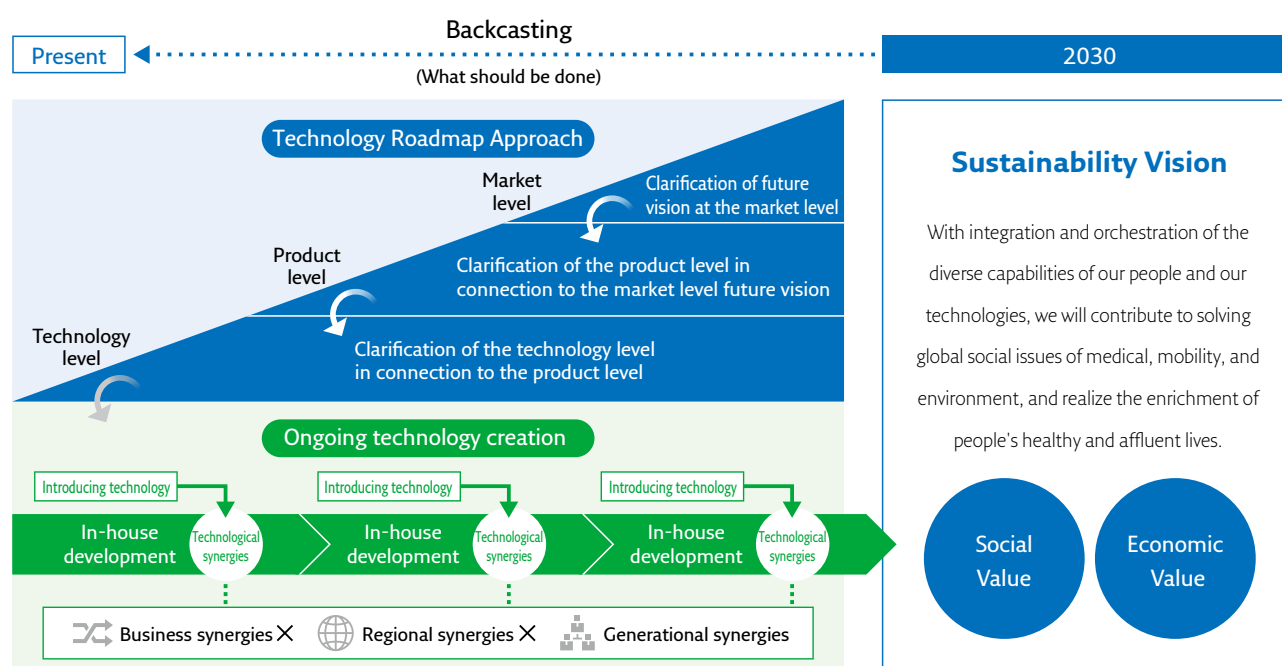 Backcasting
Present
(What should be done)
2030
Technology Roadmap Approach
Market
level
Clarification of future
vision at the market level
Product
level
Clarification of the product level in
connection to the market level future vision
Technology
level
Clarification of the technology level
in connection to the product level
Ongoing technology creation
Introducing technology
Introducing technology
Introducing technology
In-house
development
Technological
synergies
In-house
development
Technological
synergies
In-house
development
Technological
synergies
Business synergies × Regional synergies × Generational synergies
Sustainability Vision
With integration and orchestration of the
diverse capabilities of our people and our
technologies, we will contribute to solving
global social issues of medical, mobility, and
environment, and realize the enrichment of
people's healthy and affluent lives.
Social
Value
Economic
Value